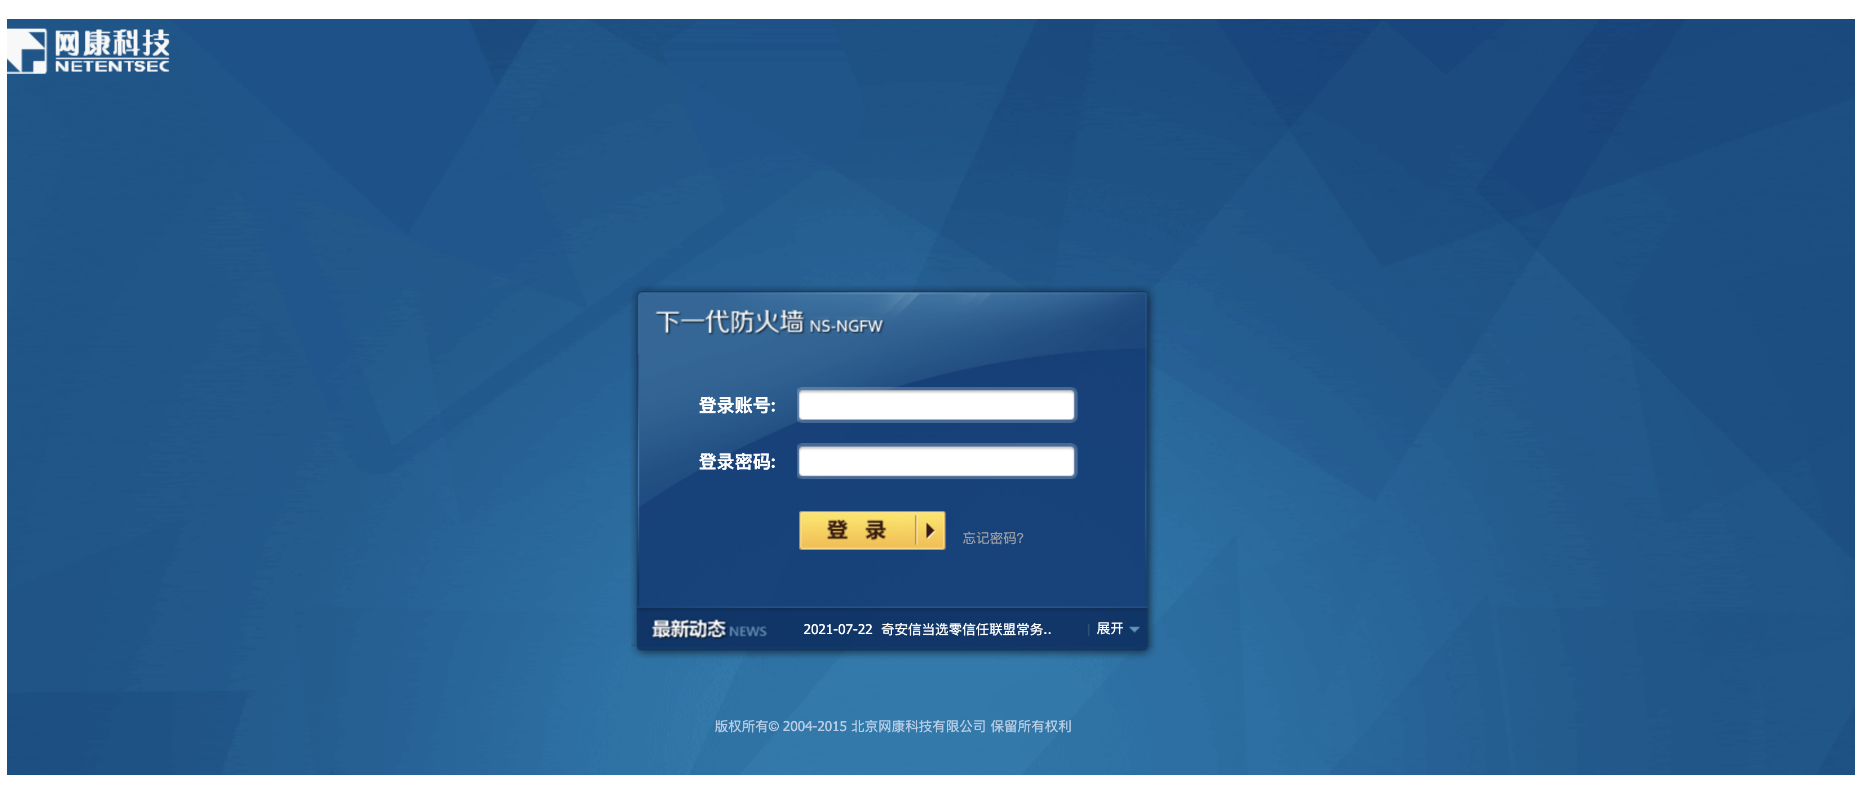 网康科技
NETENTSEC
下一代防火墙 NS-NGFW
登录账号:
登录密码:
登 录
忘记密码?
最新动态 NEWS 2021-07-22 奇安信当选零信任联盟常务.. 展开
版权所有© 2004-2015 北京网康科技有限公司 保留所有权利